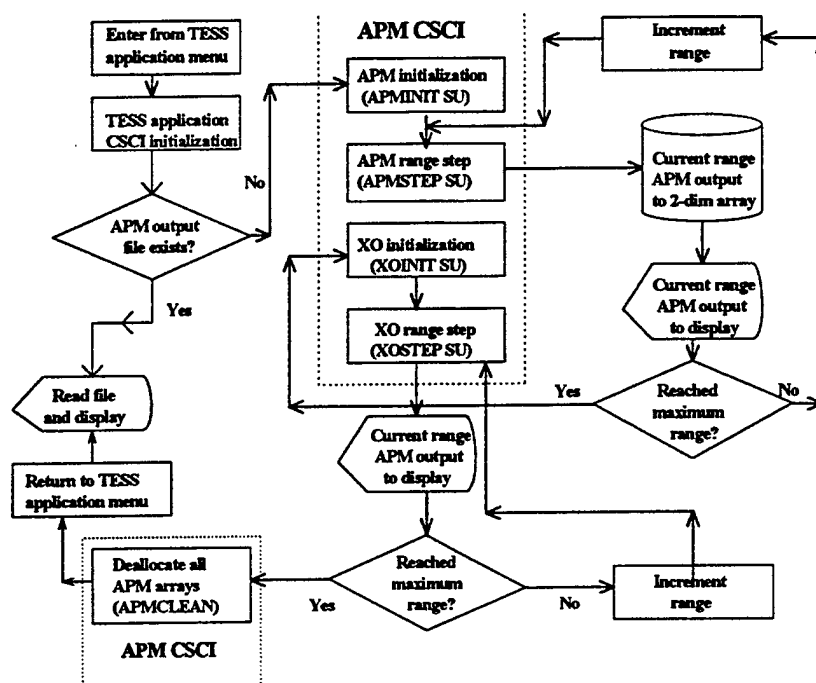 Enter from TESS
application menu
TESS application
CSCI initialization
APM output
file exists?
No
Yes
Read file
and display
Return to TESS
application menu
Deallocate all
APM arrays
(APMCLEAN)
APM CSCI
APM CSCI
APM initialization
(APMINIT SU)
APM range step
(APMSTEP SU)
XO initialization
(XOINIT SU)
XO range step
(XOSTEP SU)
Increment
range
Current range
APM output
to 2-dim array
Current range
APM output
to display
Reached
maximum
range?
Yes
No
Current range
APM output
to display
Reached
maximum
range?
Yes
No
Increment
range